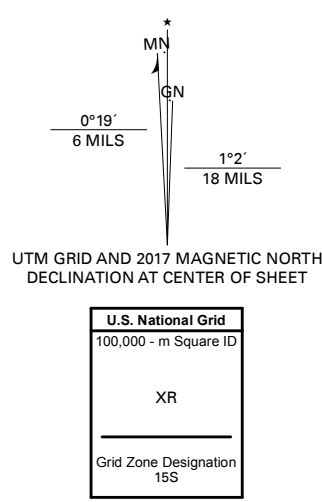 ★
MN
GN
0°19´
6 MILS
1°2´
18 MILS
UTM GRID AND 2017 MAGNETIC NORTH
DECLINATION AT CENTER OF SHEET
U.S. National Grid
100,000 - m Square ID
XR
Grid Zone Designation
15S